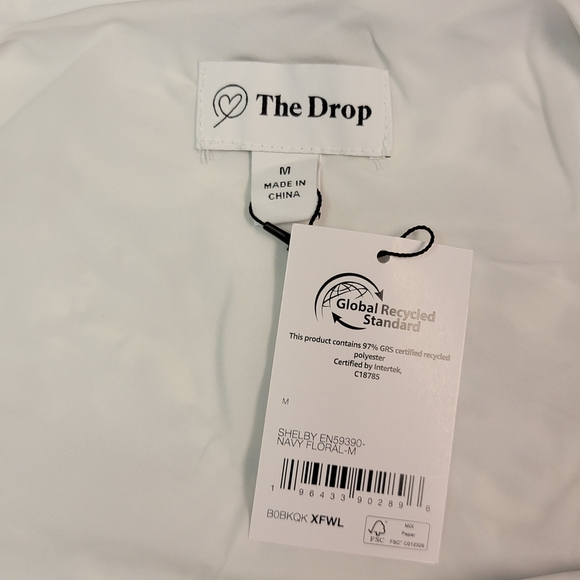 The Drop
M
MADE IN
CHINA
Global Recycled
Standard
This product contains 97% GRS certified recycled
polyester
Certified by Intertek,
C18785
M
SHELBY EN59390-
NAVY FLORAL-M
1 96433 90289 8
B0BKQK XFWL
FSC
MIX
Paper